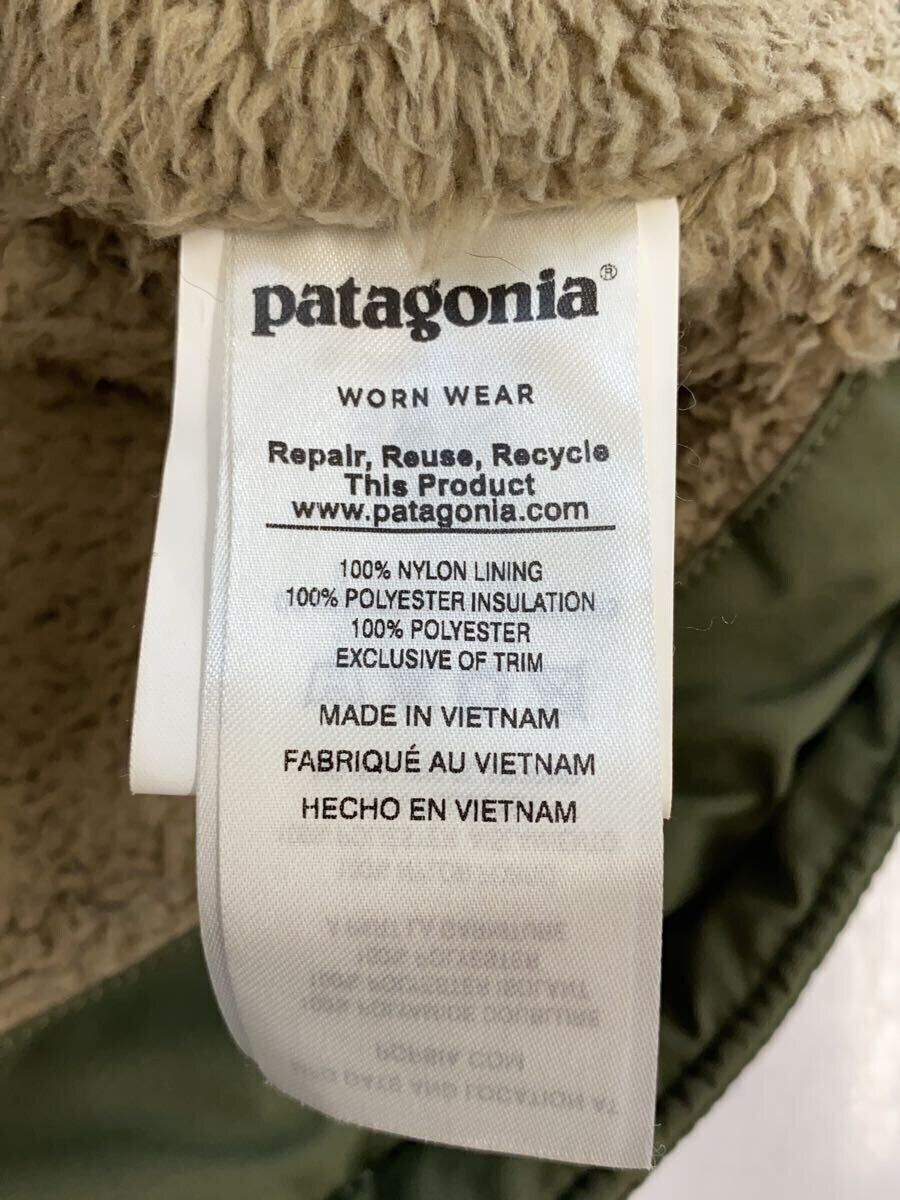 patagonia®
WORN WEAR
Repair, Reuse, Recycle
This Product
www.patagonia.com
100% NYLON LINING
100% POLYESTER INSULATION
100% POLYESTER
EXCLUSIVE OF TRIM
MADE IN VIETNAM
FABRIQUÉ AU VIETNAM
HECHO EN VIETNAM